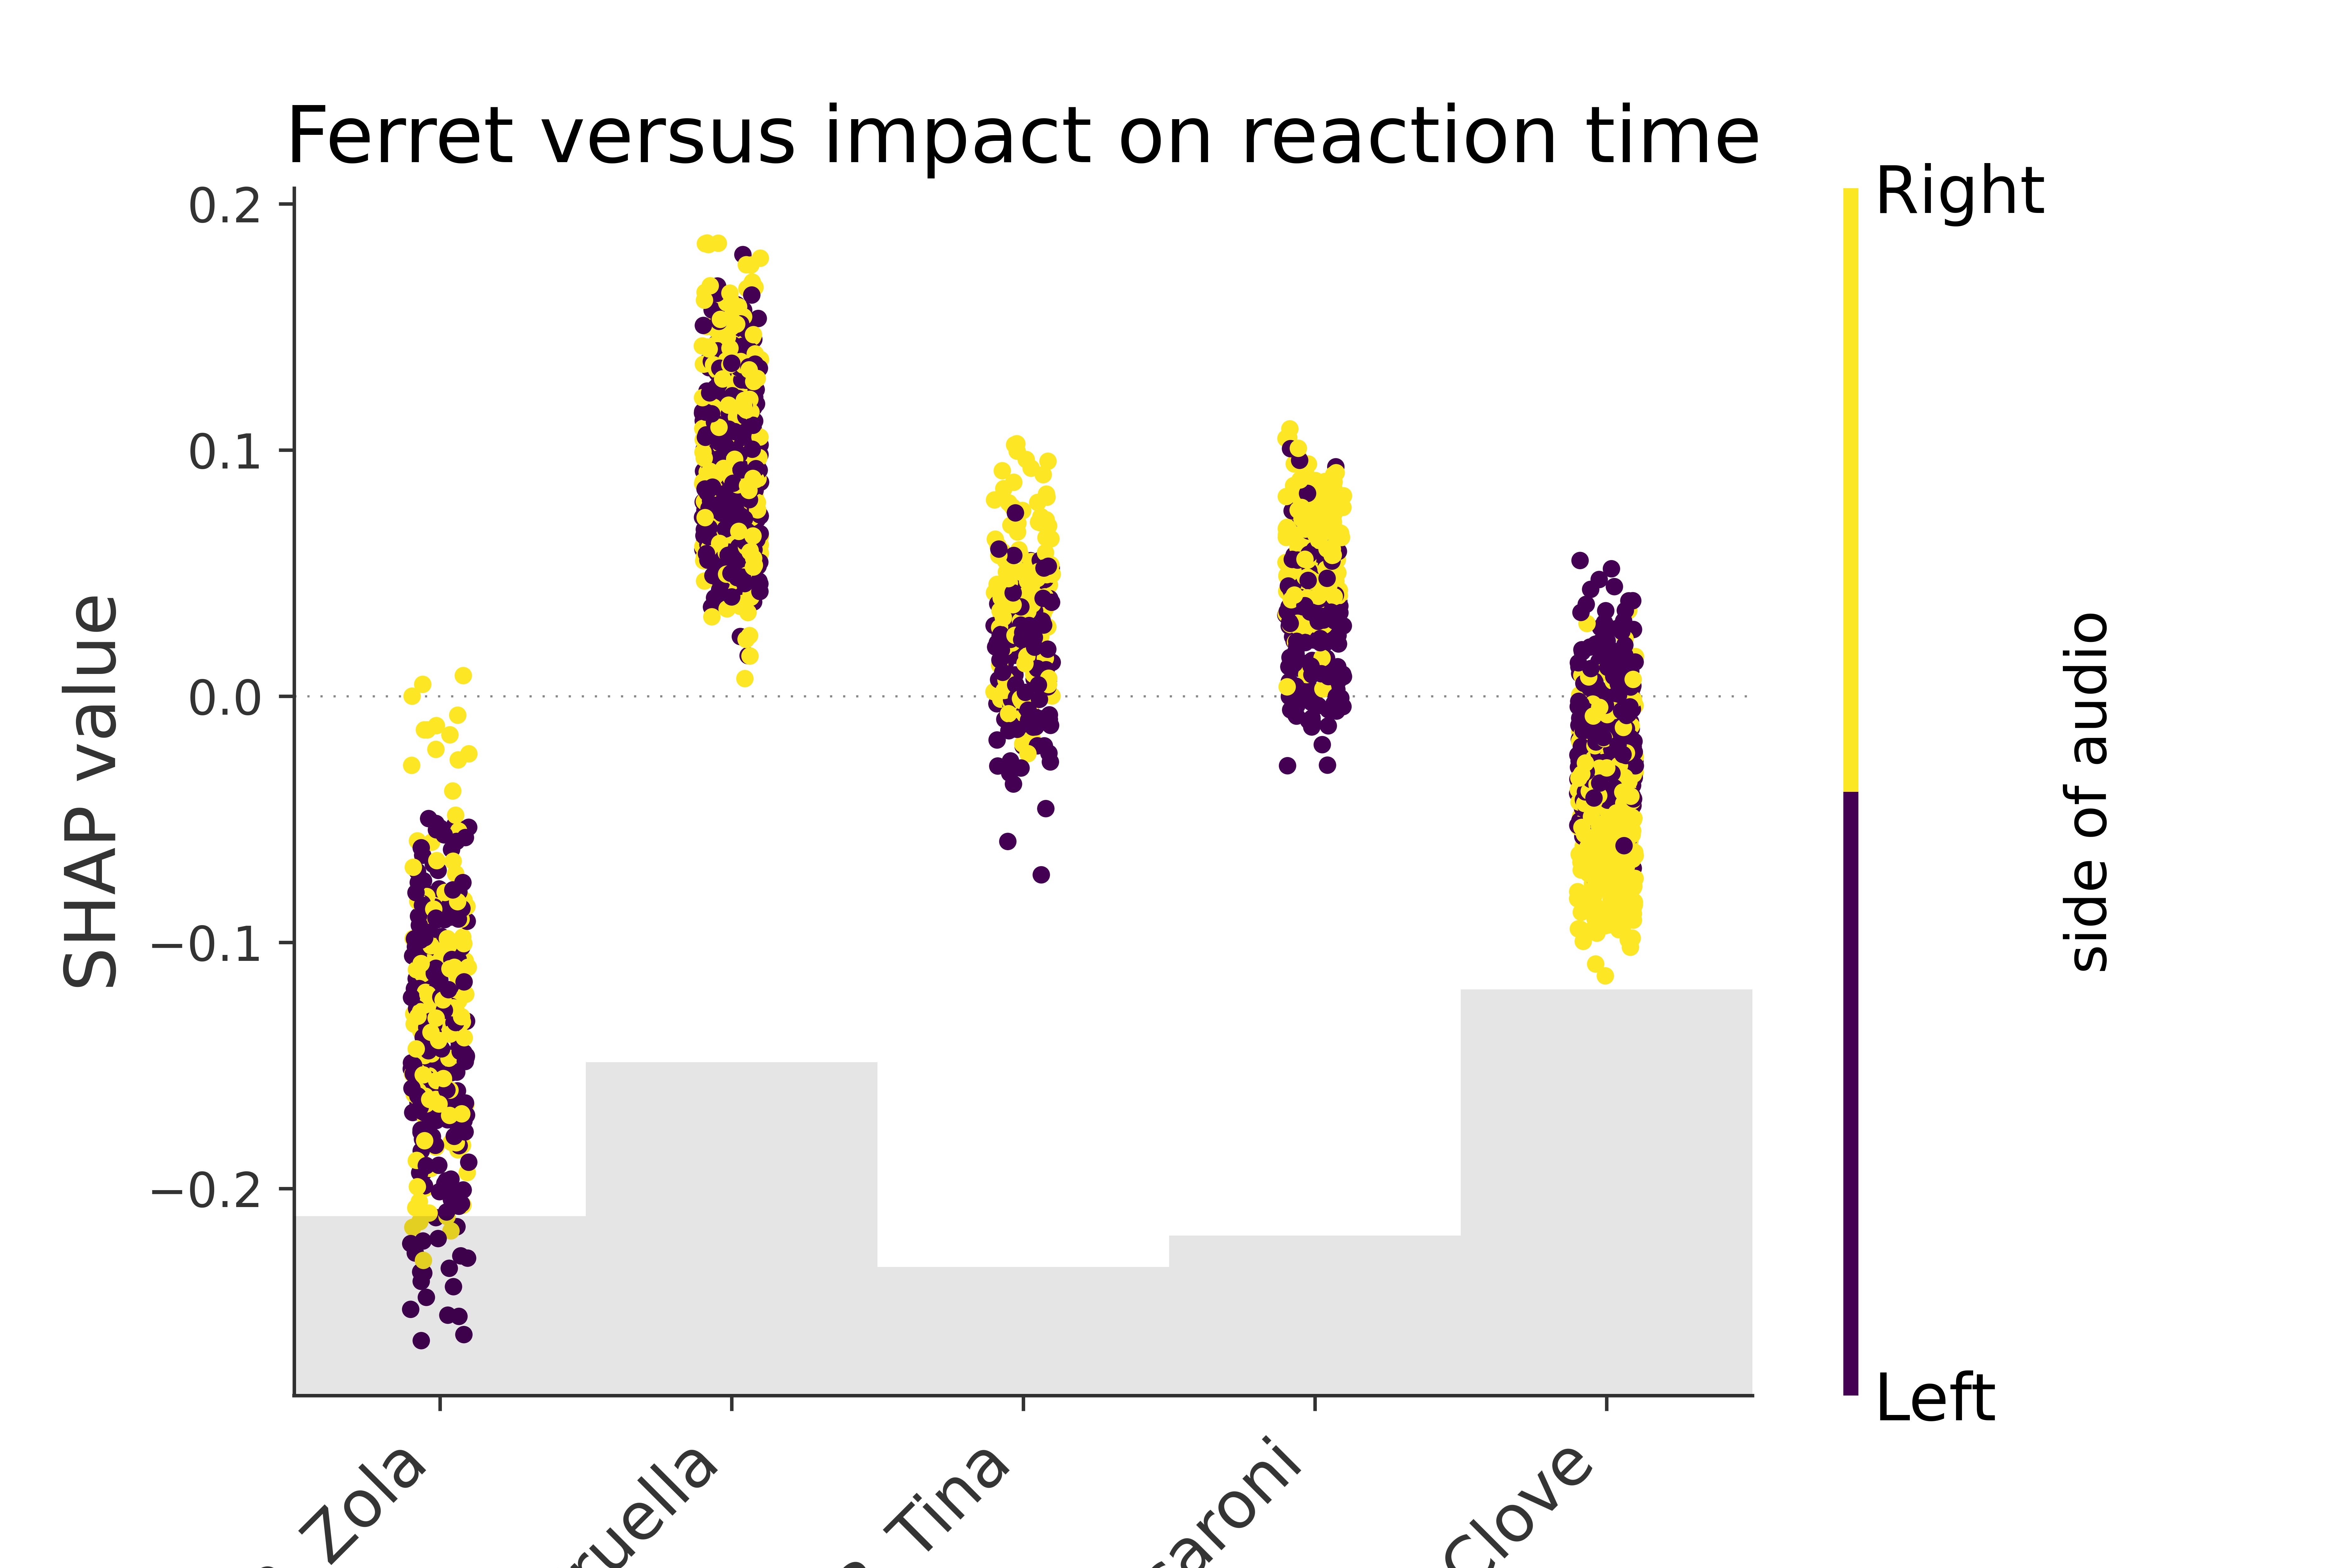 Ferret versus impact on reaction time
SHAP value
0.2
0.1
0.0
−0.1
−0.2
Zola
Tina
Clove
Right
Left
side of audio